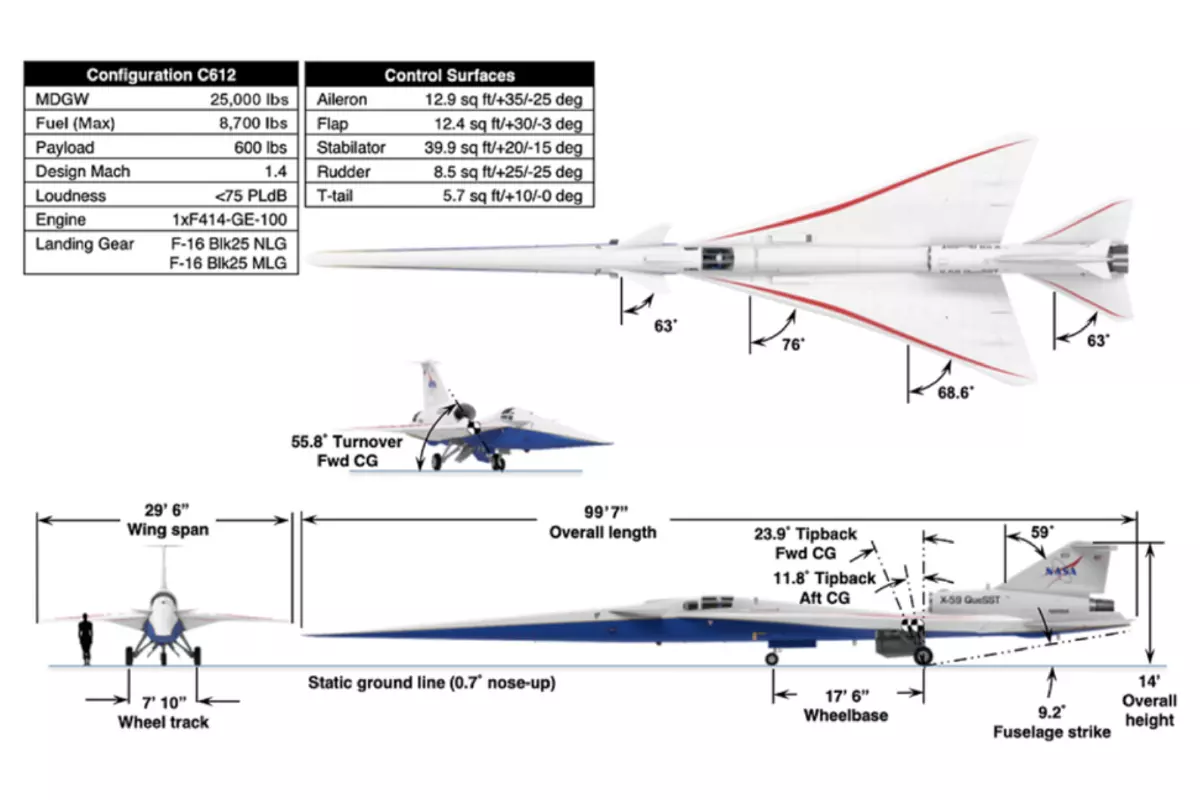 Configuration C612
MDGW 25,000 lbs
Fuel (Max) 8,700 lbs
Payload 600 lbs
Design Mach 1.4
Loudness <75 PLdB
Engine 1xF414-GE-100
Landing Gear F-16 Blk25 NLG
F-16 Blk25 MLG
Control Surfaces
Aileron 12.9 sq ft/+35/-25 deg
Flap 12.4 sq ft/+30/-3 deg
Stabilator 39.9 sq ft/+20/-15 deg
Rudder 8.5 sq ft/+25/-25 deg
T-tail 5.7 sq ft/+10/-0 deg
X-59 QueSST
63°
76°
68.6°
63°
55.8° Turnover
Fwd CG
29' 6"
Wing span
7' 10"
Wheel track
99'7"
Overall length
23.9° Tipback
Fwd CG
11.8° Tipback
Aft CG
59°
NASA
X-59 QueSST
Static ground line (0.7° nose-up)
17' 6"
Wheelbase
9.2°
Fuselage strike
14'
Overall
height